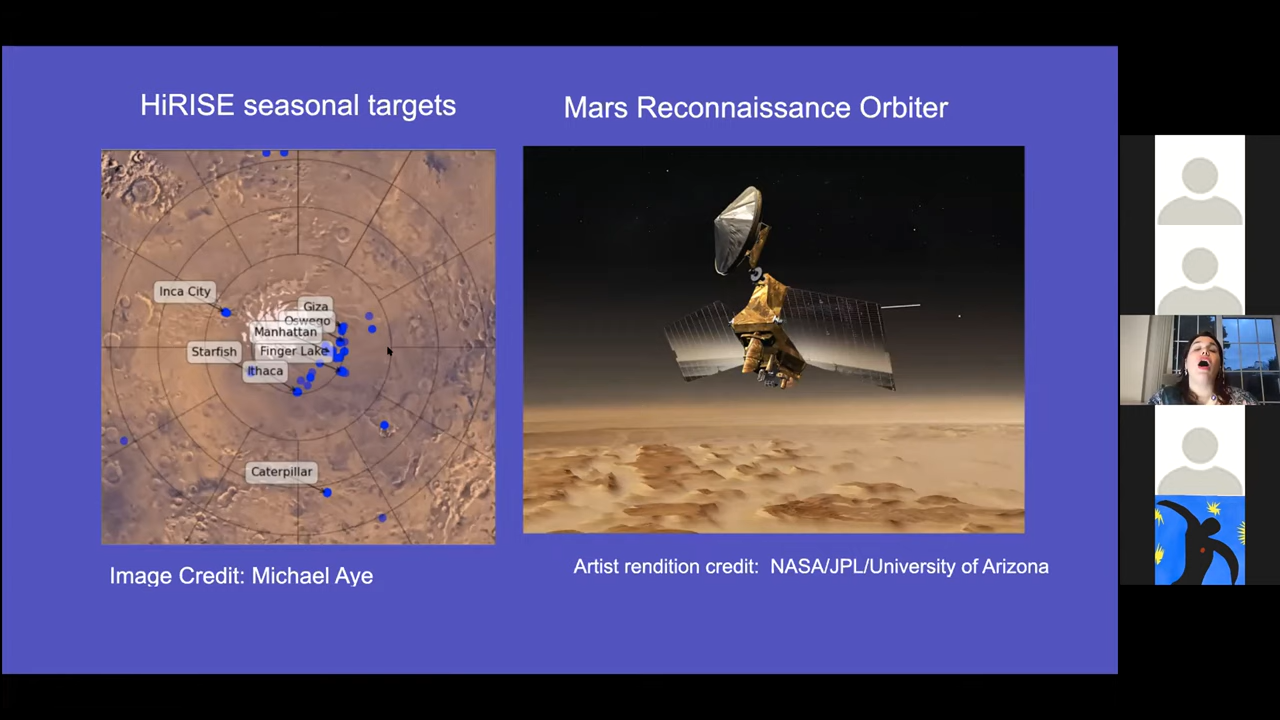 HiRISE seasonal targets
Mars Reconnaissance Orbiter
Inca City
Giza
Oswego
Manhattan
Starfish
Finger Lake
Ithaca
Caterpillar
Image Credit: Michael Aye
Artist rendition credit: NASA/JPL/University of Arizona